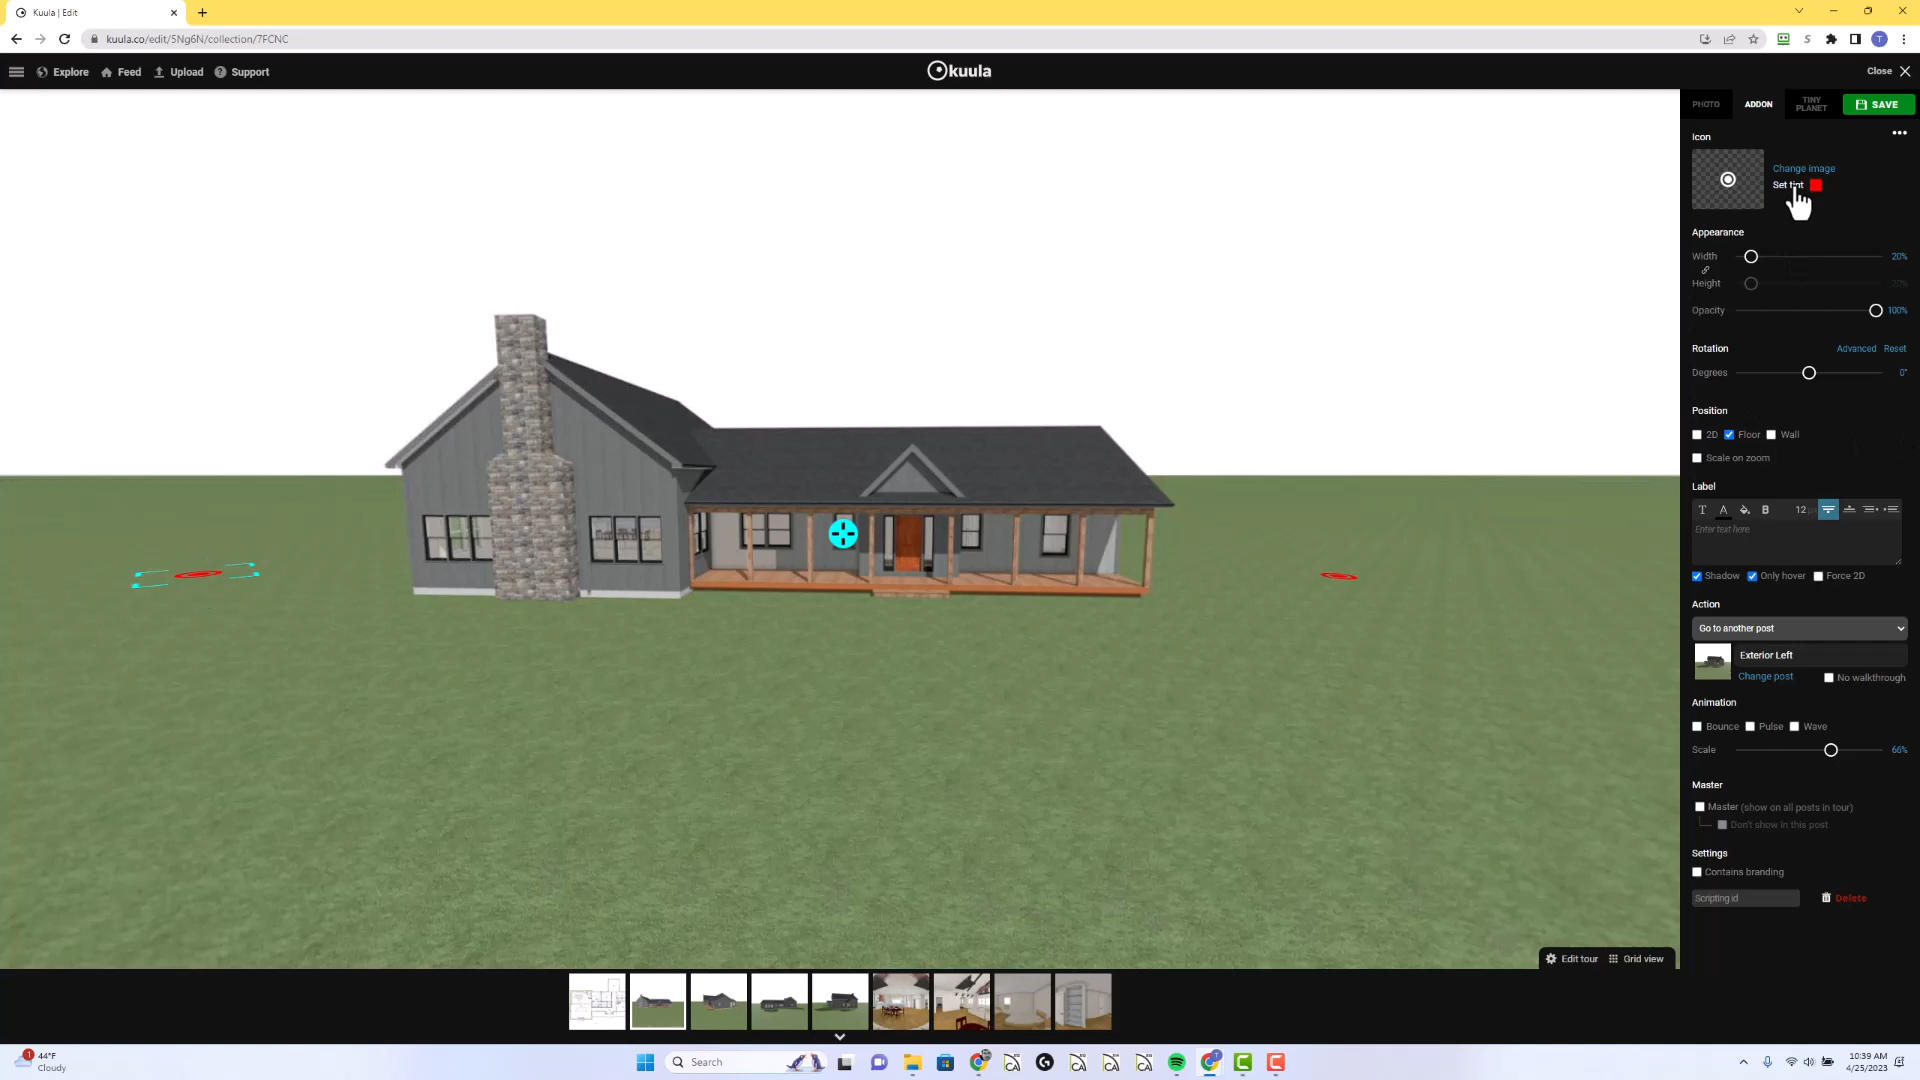 Kuula | Edit
kuula.co/edit/5Ng6N/collection/7FCNC
Explore Feed Upload Support
kuula
Close
PHOTO ADDON TINY PLANET SAVE
Icon
Change image
Set tint
Appearance
Width 20%
Height 20%
Opacity 100%
Rotation Advanced Reset
Degrees 0°
Position
2D Floor Wall
Scale on zoom
Label
T A B 12 px
Enter text here
Shadow Only hover Force 2D
Action
Go to another post
Exterior Left
Change post No walkthrough
Animation
Bounce Pulse Wave
Scale 66%
Master
Master (show on all posts in tour)
Don't show in this post
Settings
Contains branding
Scripting id Delete
Edit tour Grid view
1 44°F
Cloudy
Search
10:39 AM
4/25/2023